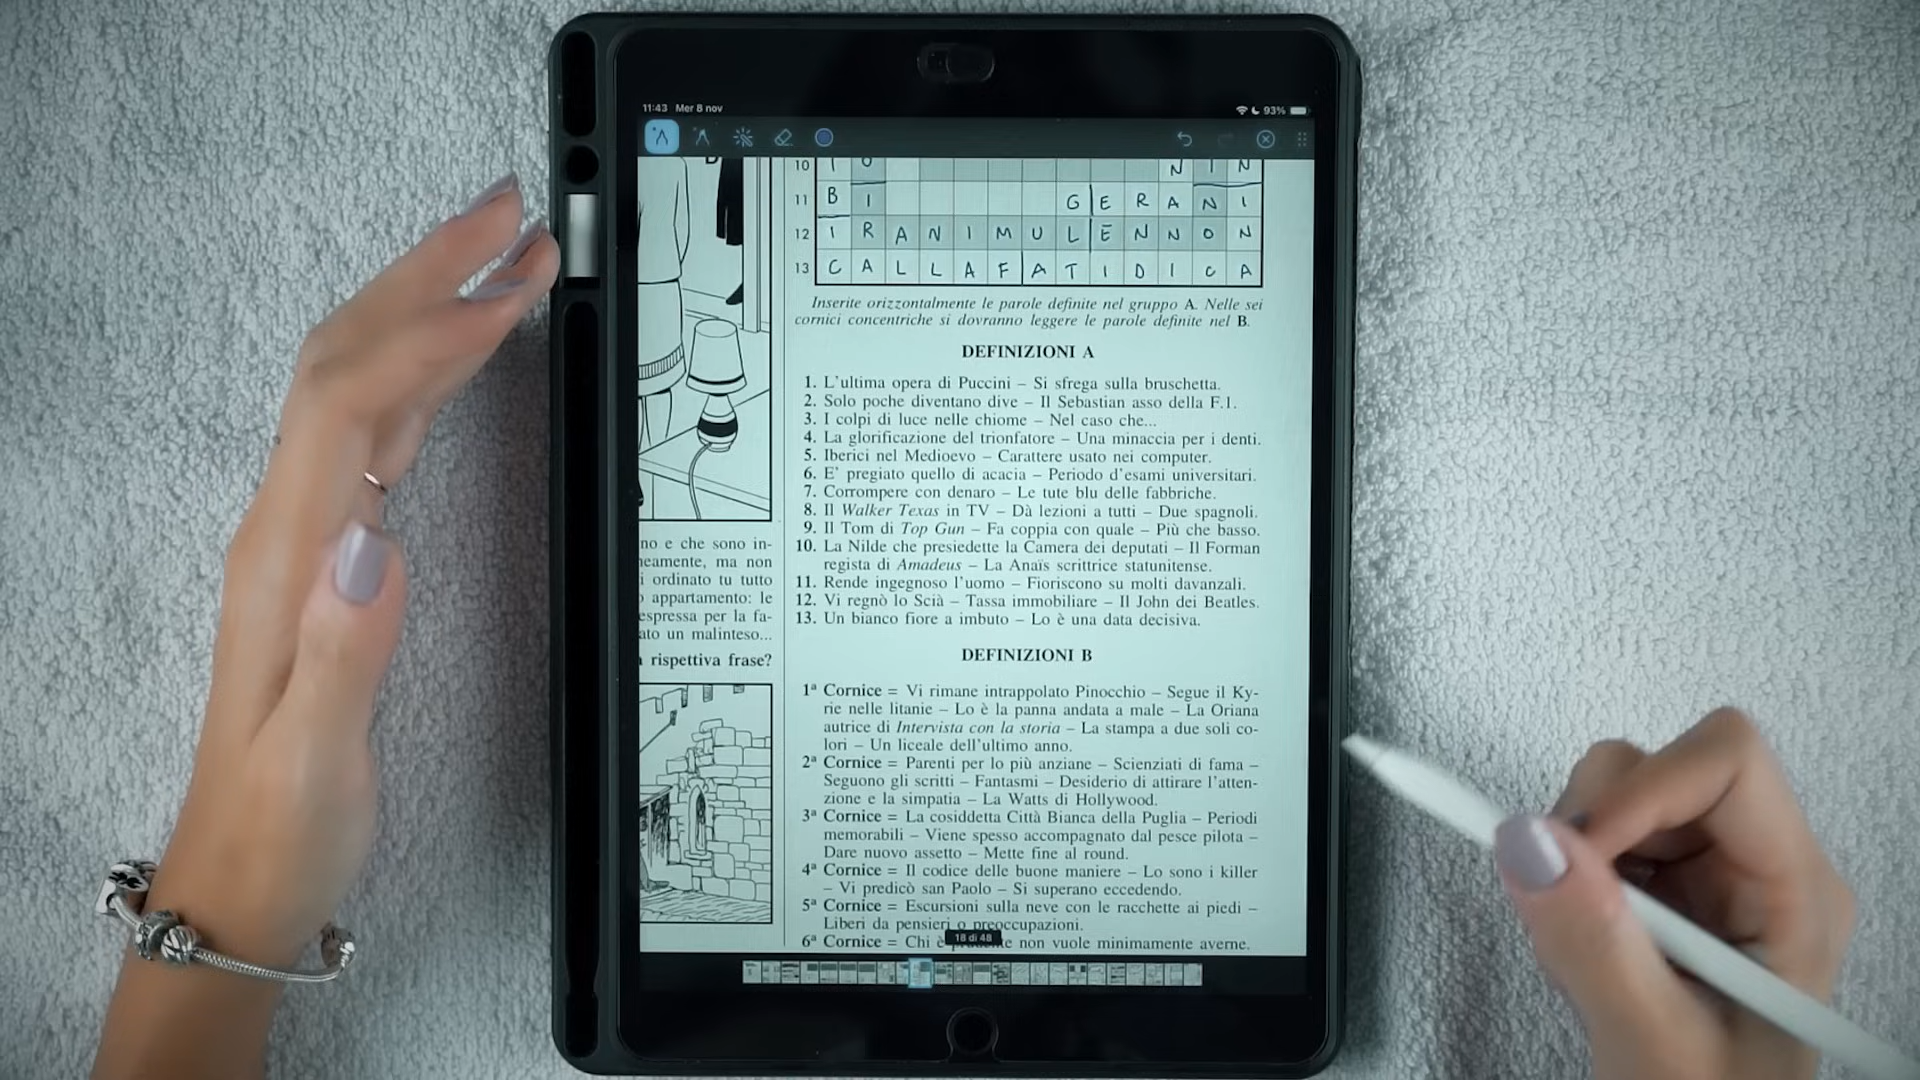 11:43 Mer 8 nov
93%
10 I O N I N
11 B I G E R A N I
12 I R A N I M U L E N N O N
13 C A L L A F A T I D I C A
Inserite orizzontalmente le parole definite nel gruppo A. Nelle sei
cornici concentriche si dovranno leggere le parole definite nel B.
DEFINIZIONI A
1. L'ultima opera di Puccini – Si sfrega sulla bruschetta.
2. Solo poche diventano dive – Il Sebastian asso della F.1.
3. I colpi di luce nelle chiome – Nel caso che...
4. La glorificazione del trionfatore – Una minaccia per i denti.
5. Iberici nel Medioevo – Carattere usato nei computer.
6. E' pregiato quello di acacia – Periodo d'esami universitari.
7. Corrompere con denaro – Le tute blu delle fabbriche.
8. Il Walker Texas in TV – Dà lezioni a tutti – Due spagnoli.
9. Il Tom di Top Gun – Fa coppia con quale – Più che basso.
10. La Nilde che presiedette la Camera dei deputati – Il Forman
regista di Amadeus – La Anaïs scrittrice statunitense.
11. Rende ingegnoso l'uomo – Fioriscono su molti davanzali.
12. Vi regnò lo Scià – Tassa immobiliare – Il John dei Beatles.
13. Un bianco fiore a imbuto – Lo è una data decisiva.
DEFINIZIONI B
1ª Cornice = Vi rimane intrappolato Pinocchio – Segue il Ky-
rie nelle litanie – Lo è la panna andata a male – La Oriana
autrice di Intervista con la storia – La stampa a due soli co-
lori – Un liceale dell'ultimo anno.
2ª Cornice = Parenti per lo più anziane – Scienziati di fama –
Seguono gli scritti – Fantasmi – Desiderio di attirare l'atten-
zione e la simpatia – La Watts di Hollywood.
3ª Cornice = La cosiddetta Città Bianca della Puglia – Periodi
memorabili – Viene spesso accompagnato dal pesce pilota –
Dare nuovo assetto – Mette fine al round.
4ª Cornice = Il codice delle buone maniere – Lo sono i killer
– Vi predicò san Paolo – Si superano eccedendo.
5ª Cornice = Escursioni sulla neve con le racchette ai piedi –
Liberi da pensieri o preoccupazioni.
6ª Cornice = Chi è non vuole minimamente averne.
18 di 48
no e che sono in-
eamente, ma non
i ordinato tu tutto
appartamento: le
espressa per la fa-
ato un malinteso...
rispettiva frase?